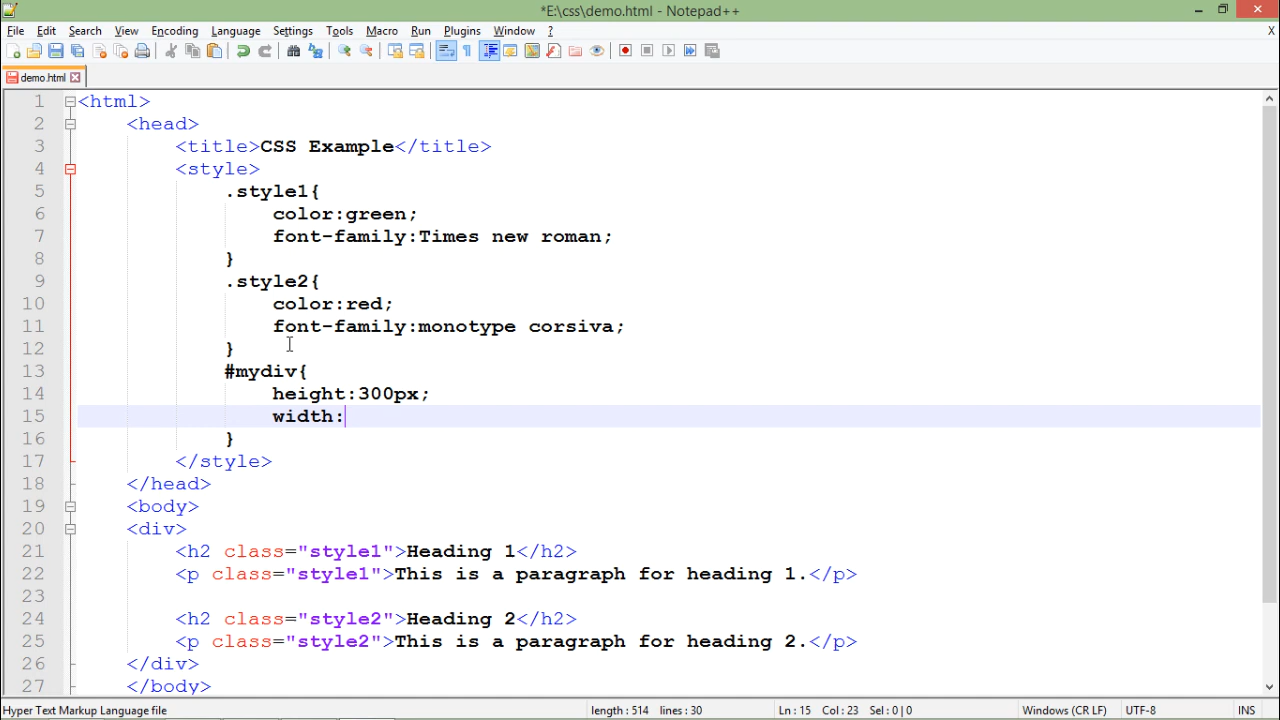 *E:\css\demo.html - Notepad++
File Edit Search View Encoding Language Settings Tools Macro Run Plugins Window ? X
demo.html
1 <html>
2 <head>
3 <title>CSS Example</title>
4 <style>
5 .style1{
6 color:green;
7 font-family:Times new roman;
8 }
9 .style2{
10 color:red;
11 font-family:monotype corsiva;
12 }
13 #mydiv{
14 height:300px;
15 width:
16 }
17 </style>
18 </head>
19 <body>
20 <div>
21 <h2 class="style1">Heading 1</h2>
22 <p class="style1">This is a paragraph for heading 1.</p>
23
24 <h2 class="style2">Heading 2</h2>
25 <p class="style2">This is a paragraph for heading 2.</p>
26 </div>
27 </body>
Hyper Text Markup Language file length : 514 lines : 30 Ln : 15 Col : 23 Sel : 0 | 0 Windows (CR LF) UTF-8 INS